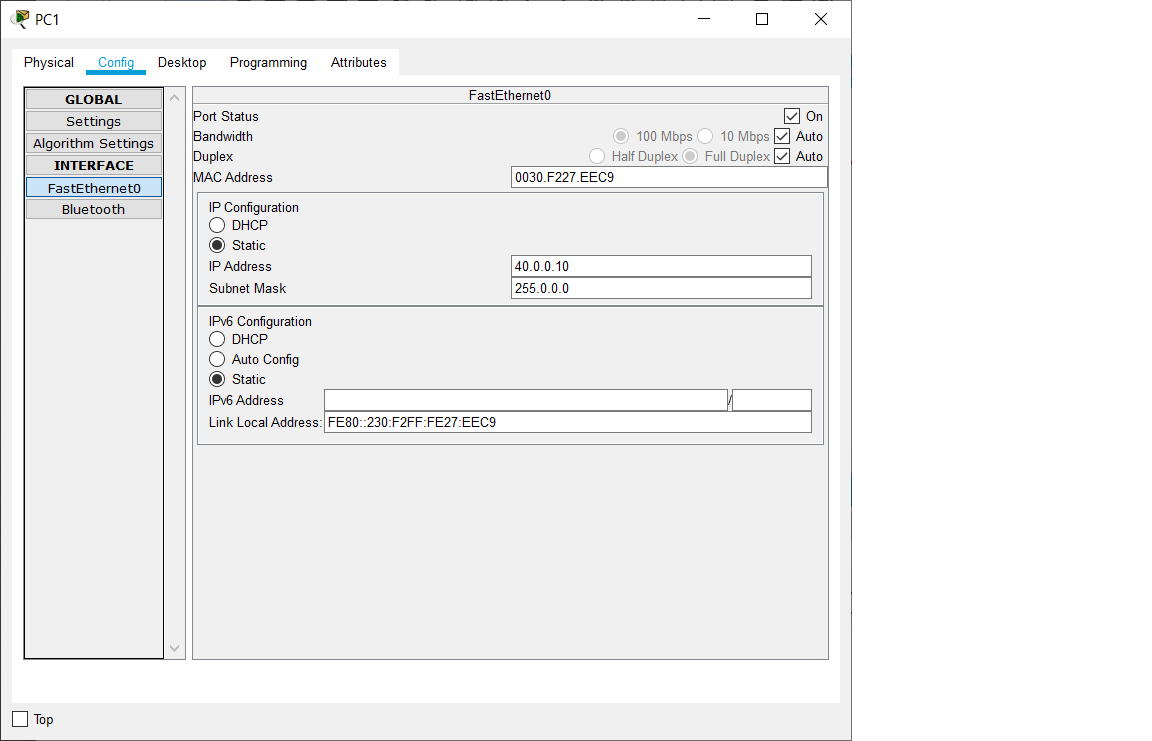 PC1
Physical Config Desktop Programming Attributes
GLOBAL
Settings
Algorithm Settings
INTERFACE
FastEthernet0
Bluetooth
FastEthernet0
Port Status On
Bandwidth 100 Mbps 10 Mbps Auto
Duplex Half Duplex Full Duplex Auto
MAC Address 0030.F227.EEC9
IP Configuration
DHCP
Static
IP Address 40.0.0.10
Subnet Mask 255.0.0.0
IPv6 Configuration
DHCP
Auto Config
Static
IPv6 Address /
Link Local Address: FE80::230:F2FF:FE27:EEC9
Top